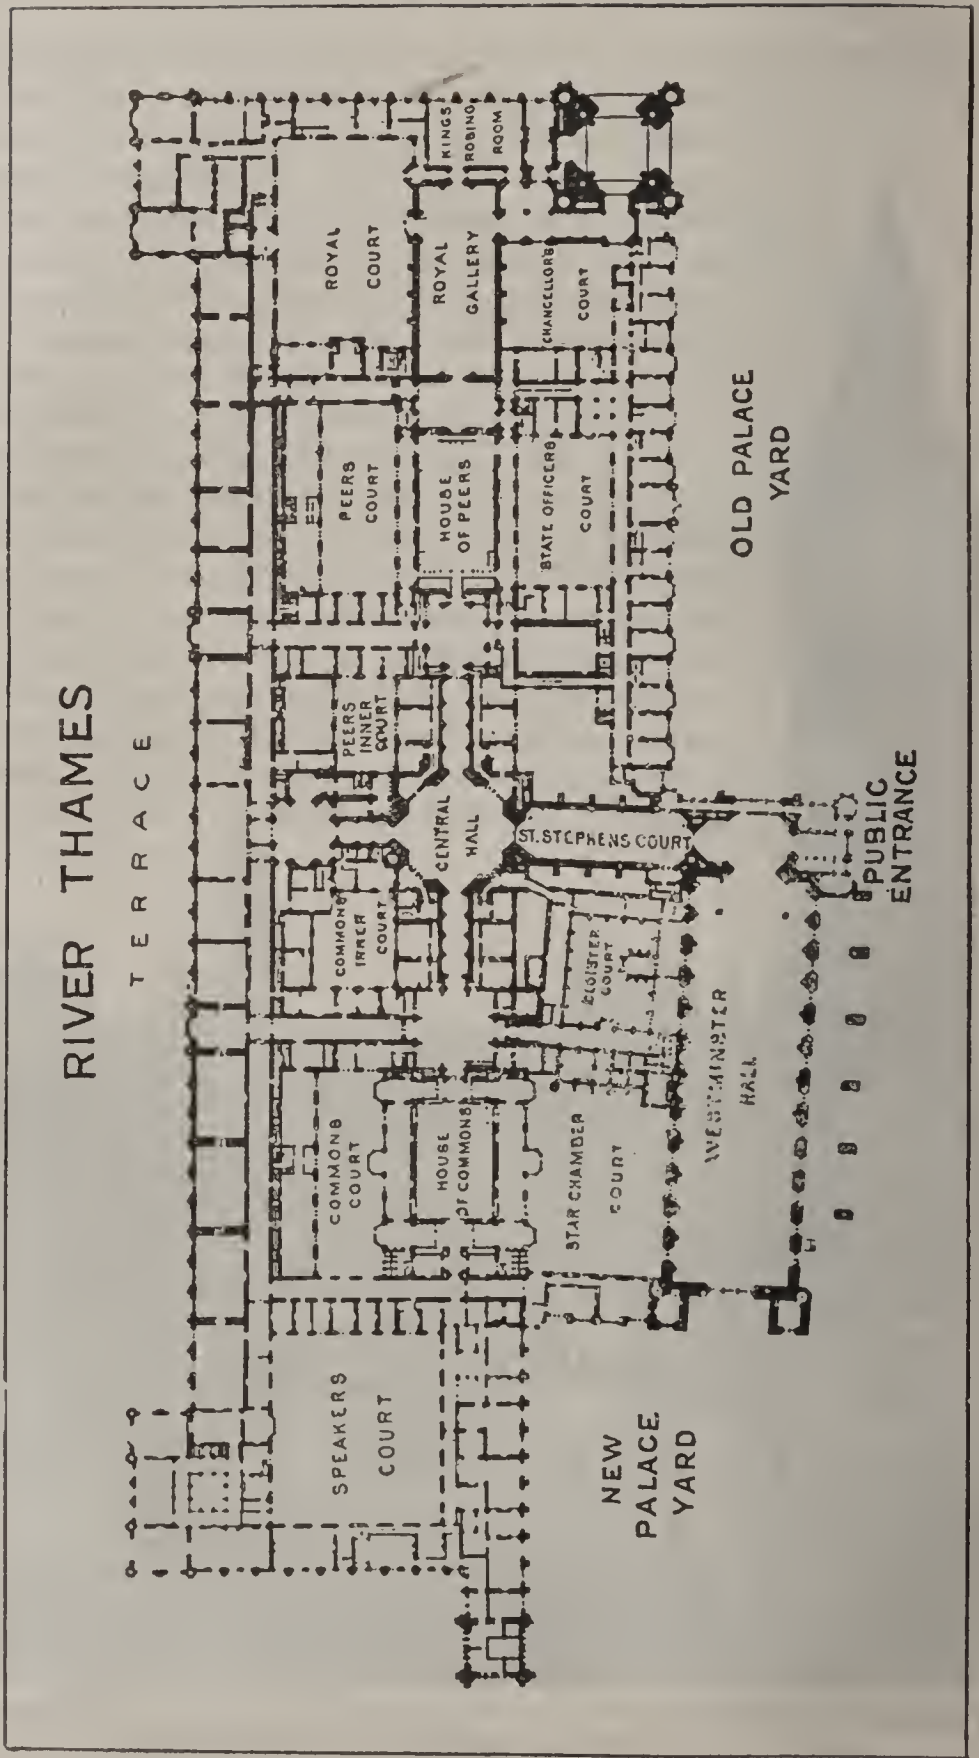 RIVER THAMES
TERRACE
SPEAKERS
COURT
COMMONS
COURT
COMMONS
INNER
COURT
PEERS
INNER
COURT
PEERS
COURT
ROYAL
COURT
HOUSE
OF COMMONS
CENTRAL
HALL
HOUSE
OF PEERS
ROYAL
GALLERY
KINGS
ROBING
ROOM
STAR CHAMBER
COURT
CLOISTER
COURT
ST. STEPHENS COURT
STATE OFFICERS
COURT
CHANCELLORS
COURT
WESTMINSTER
HALL
NEW
PALACE
YARD
PUBLIC
ENTRANCE
OLD PALACE
YARD